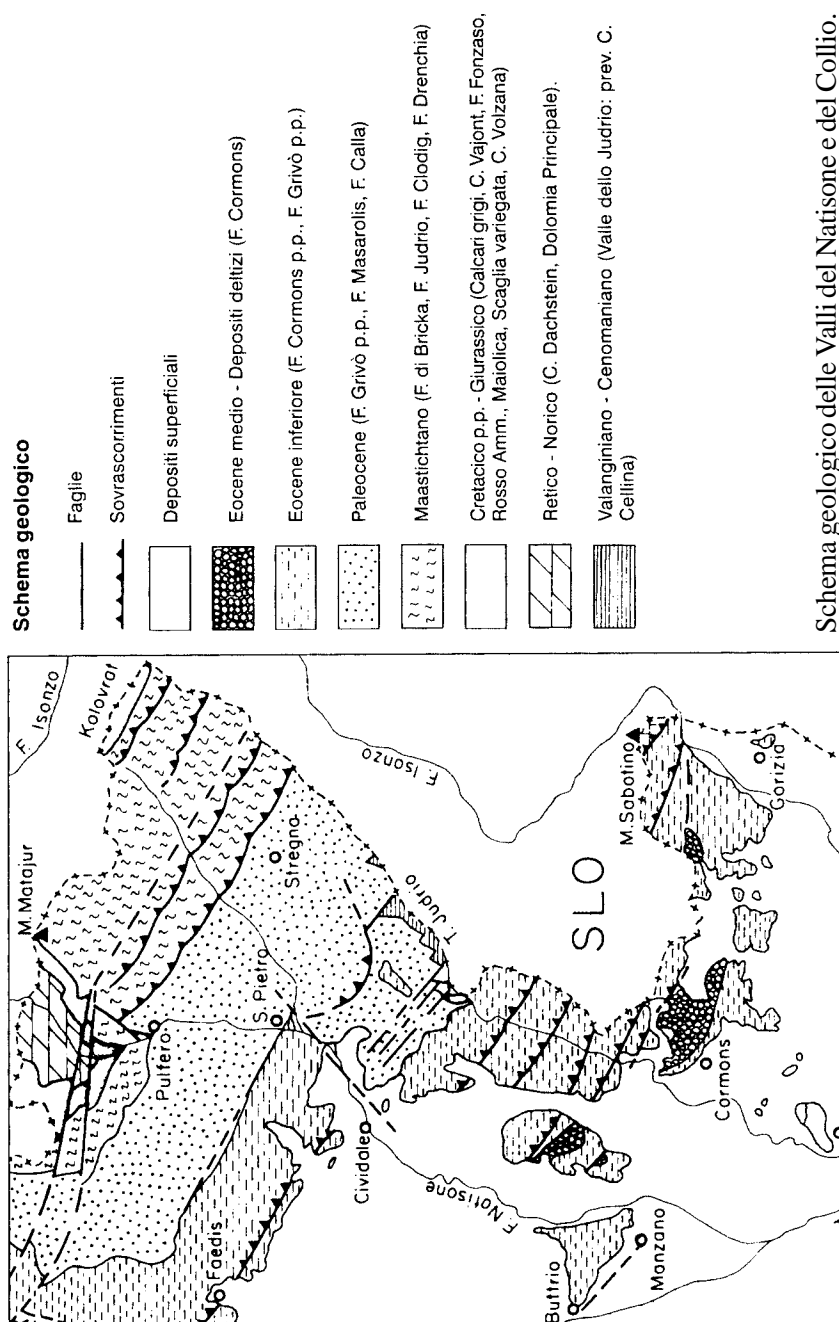 Schema geologico
Faglie
Sovrascorrimenti
Depositi superficiali
Eocene medio - Depositi deltizi (F. Cormons)
Eocene inferiore (F. Cormons p.p., F. Grivò p.p.)
Paleocene (F. Grivò p.p., F. Masarolis, F. Calla)
Maastichtano (F. di Bricka, F. Judrio, F. Clodig, F. Drenchia)
Cretacico p.p. - Giurassico (Calcari grigi, C. Vajont, F. Fonzaso,
Rosso Amm., Maiolica, Scaglia variegata, C. Volzana)
Retico - Norico (C. Dachstein, Dolomia Principale).
Valanginiano - Cenomaniano (Valle dello Judrio: prev. C.
Cellina)
F. Isonzo
Kolovrat
M. Matajur
Stregna
S. Pietro
Pulfero
T. Judrio
F. Isonzo
M. Sabotino
Gorizia
SLO
Faedis
Cividale
F. Natisone
Cormons
Buttrio
Manzano
Schema geologico delle Valli del Natisone e del Collio.